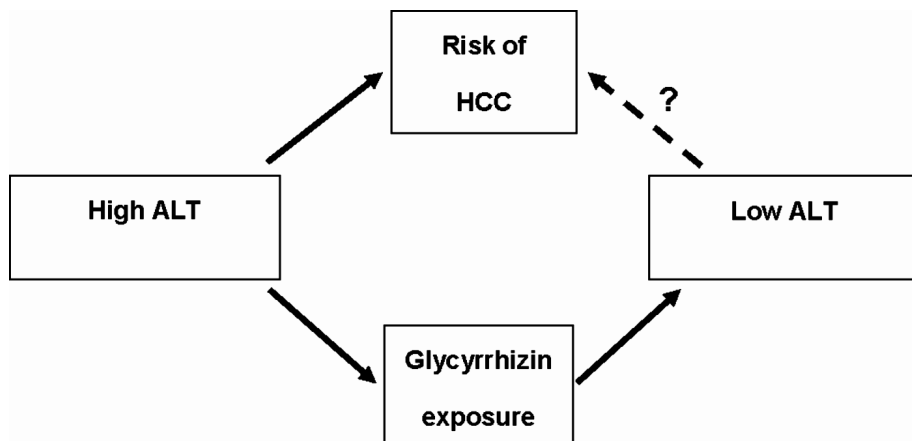 Risk of
HCC
?
High ALT
Low ALT
Glycyrrhizin
exposure